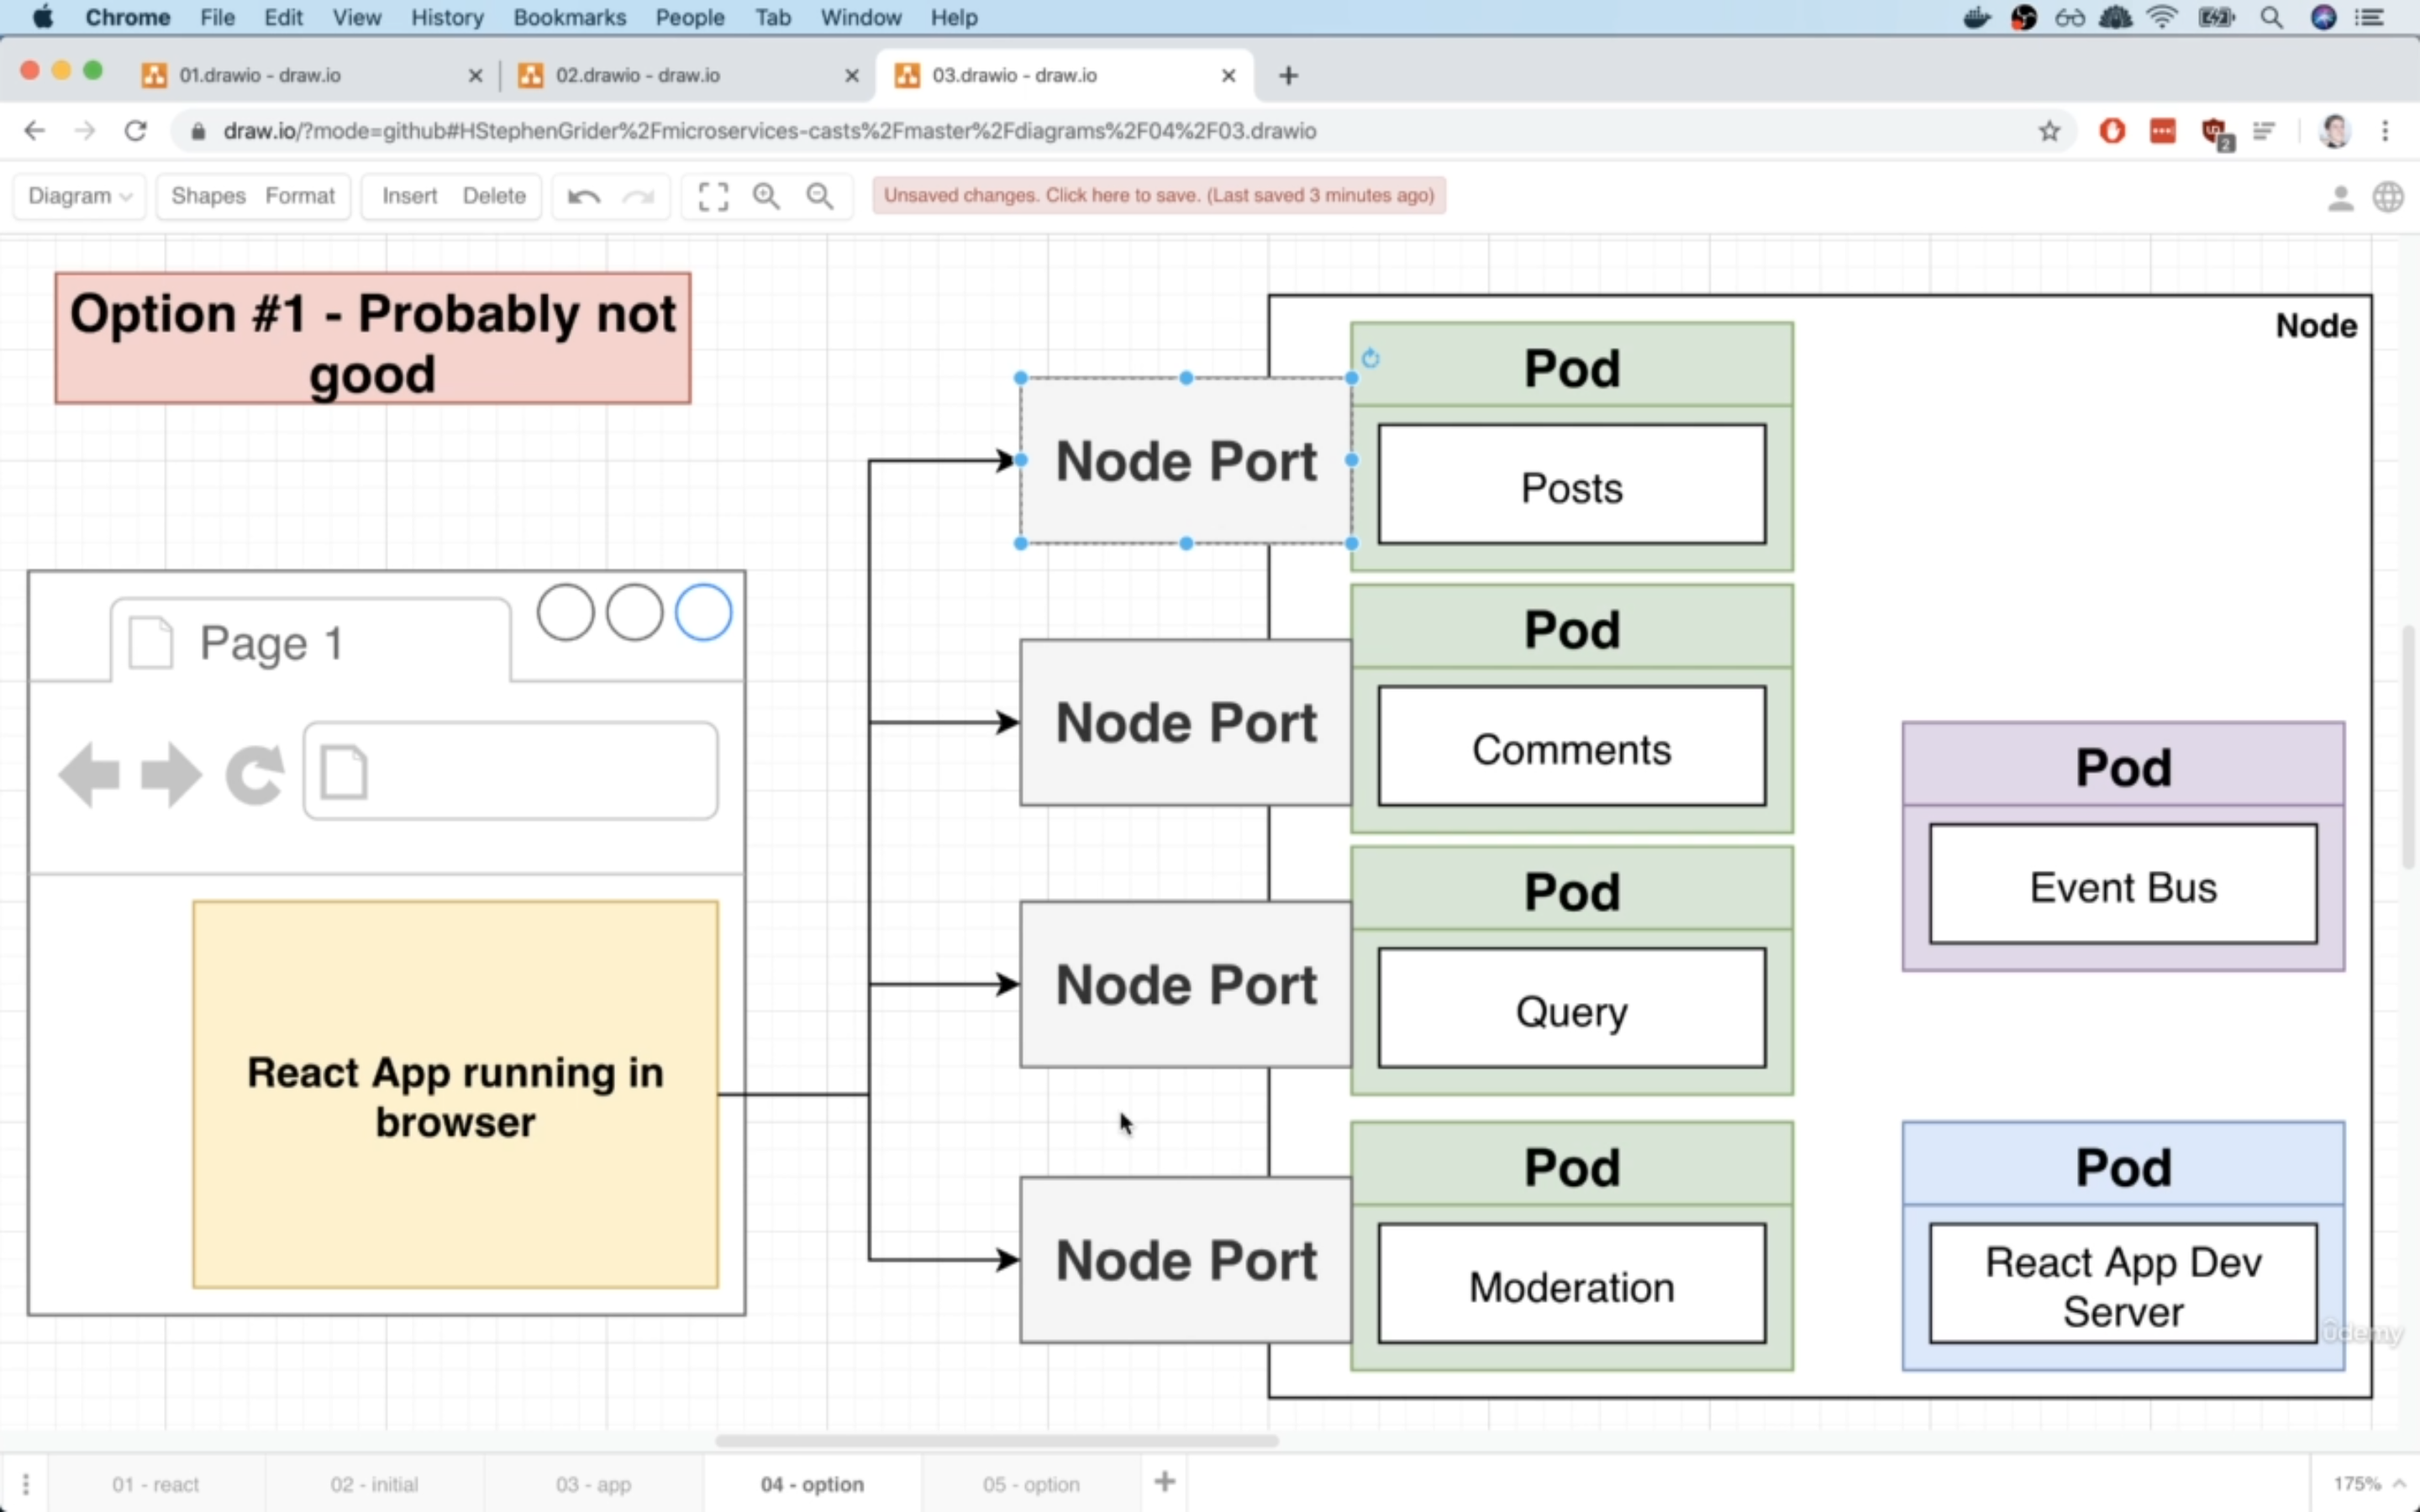 Chrome File Edit View History Bookmarks People Tab Window Help
01.drawio - draw.io
02.drawio - draw.io
03.drawio - draw.io
draw.io/?mode=github#HStephenGrider%2Fmicroservices-casts%2Fmaster%2Fdiagrams%2F04%2F03.drawio
2
Diagram Shapes Format Insert Delete
Unsaved changes. Click here to save. (Last saved 3 minutes ago)
Option #1 - Probably not
good
Node
Node Port
Pod
Posts
Page 1
Node Port
Pod
Comments
Pod
Event Bus
React App running in
browser
Node Port
Pod
Query
Node Port
Pod
Moderation
Pod
React App Dev
Server
ûdemy
01 - react
02 - initial
03 - app
04 - option
05 - option
175%